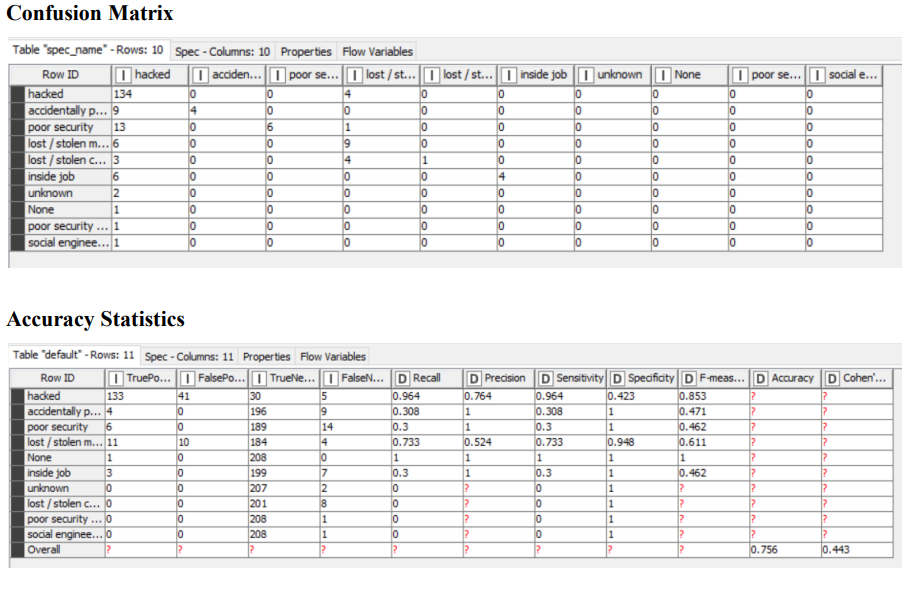 Confusion Matrix
Table "spec_name" - Rows: 10 Spec - Columns: 10 Properties Flow Variables
Row ID I hacked I acciden... I poor se... I lost / st... I lost / st... I inside job I unknown I None I poor se... I social e...
hacked 134 0 0 4 0 0 0 0 0 0
accidentally p... 9 4 0 0 0 0 0 0 0 0
poor security 13 0 6 1 0 0 0 0 0 0
lost / stolen m... 6 0 0 9 0 0 0 0 0 0
lost / stolen c... 3 0 0 4 1 0 0 0 0 0
inside job 6 0 0 0 0 4 0 0 0 0
unknown 2 0 0 0 0 0 0 0 0 0
None 1 0 0 0 0 0 0 0 0 0
poor security ... 1 0 0 0 0 0 0 0 0 0
social enginee... 1 0 0 0 0 0 0 0 0 0
Accuracy Statistics
Table "default" - Rows: 11 Spec - Columns: 11 Properties Flow Variables
Row ID I TruePo... I FalsePo... I TrueNe... I FalseN... D Recall D Precision D Sensitivity D Specificity D F-meas... D Accuracy D Cohen'...
hacked 133 41 30 5 0.964 0.764 0.964 0.423 0.853 ? ?
accidentally p... 4 0 196 9 0.308 1 0.308 1 0.471 ? ?
poor security 6 0 189 14 0.3 1 0.3 1 0.462 ? ?
lost / stolen m... 11 10 184 4 0.733 0.524 0.733 0.948 0.611 ? ?
None 1 0 208 0 1 1 1 1 1 ? ?
inside job 3 0 199 7 0.3 1 0.3 1 0.462 ? ?
unknown 0 0 207 2 0 ? 0 1 ? ? ?
lost / stolen c... 0 0 201 8 0 ? 0 1 ? ? ?
poor security ... 0 0 208 1 0 ? 0 1 ? ? ?
social enginee... 0 0 208 1 0 ? 0 1 ? ? ?
Overall ? ? ? ? ? ? ? ? ? 0.756 0.443